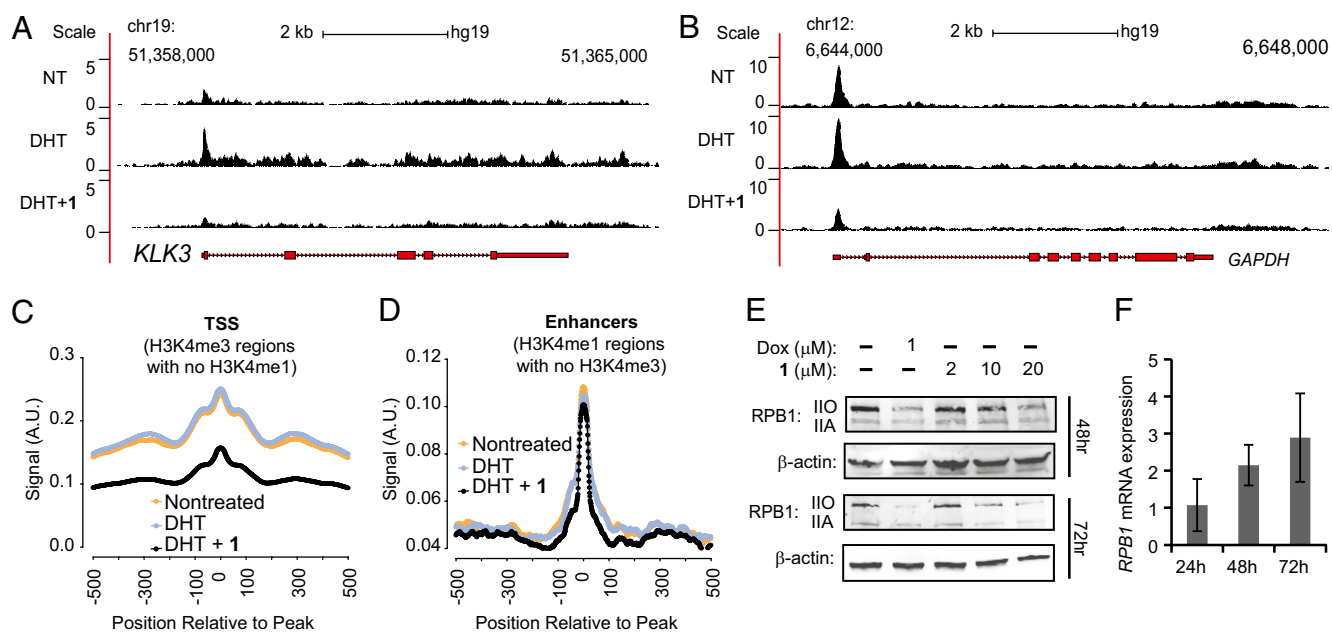 A
Scale
chr19:
2 kb
hg19
51,358,000
51,365,000
NT
5
0
DHT
5
0
DHT+1
5
0
KLK3
B
Scale
chr12:
2 kb
hg19
6,644,000
6,648,000
NT
10
0
DHT
10
0
DHT+1
10
0
GAPDH
C
TSS
(H3K4me3 regions
with no H3K4me1)
Signal (A.U.)
0.3
0.2
0.1
0.0
Nontreated
DHT
DHT + 1
-500
-300
-100
0
100
300
500
Position Relative to Peak
D
Enhancers
(H3K4me1 regions
with no H3K4me3)
Signal (A.U.)
0.12
0.10
0.08
0.06
0.04
Nontreated
DHT
DHT + 1
-500
-300
-100
0
100
300
500
Position Relative to Peak
E
Dox (μM): – 1 – – –
1 (μM): – – 2 10 20
RPB1: IIO
IIA
β-actin:
48hr
RPB1: IIO
IIA
β-actin:
72hr
F
RPB1 mRNA expression
5
4
3
2
1
0
24h 48h 72h